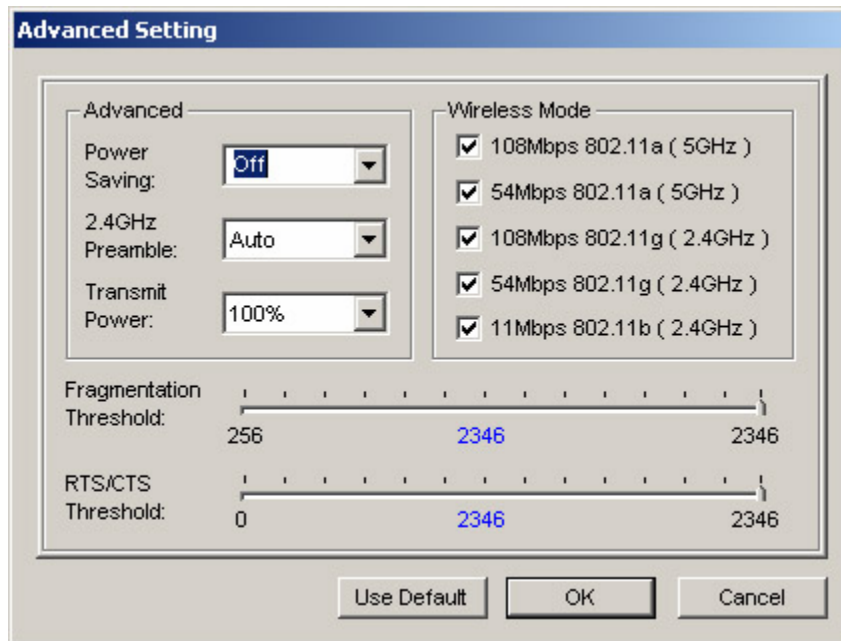 Advanced Setting
Advanced
Power
Saving:
Off
2.4GHz
Preamble:
Auto
Transmit
Power:
100%
Wireless Mode
108Mbps 802.11a ( 5GHz )
54Mbps 802.11a ( 5GHz )
108Mbps 802.11g ( 2.4GHz )
54Mbps 802.11g ( 2.4GHz )
11Mbps 802.11b ( 2.4GHz )
Fragmentation
Threshold:
256 2346 2346
RTS/CTS
Threshold:
0 2346 2346
Use Default OK Cancel